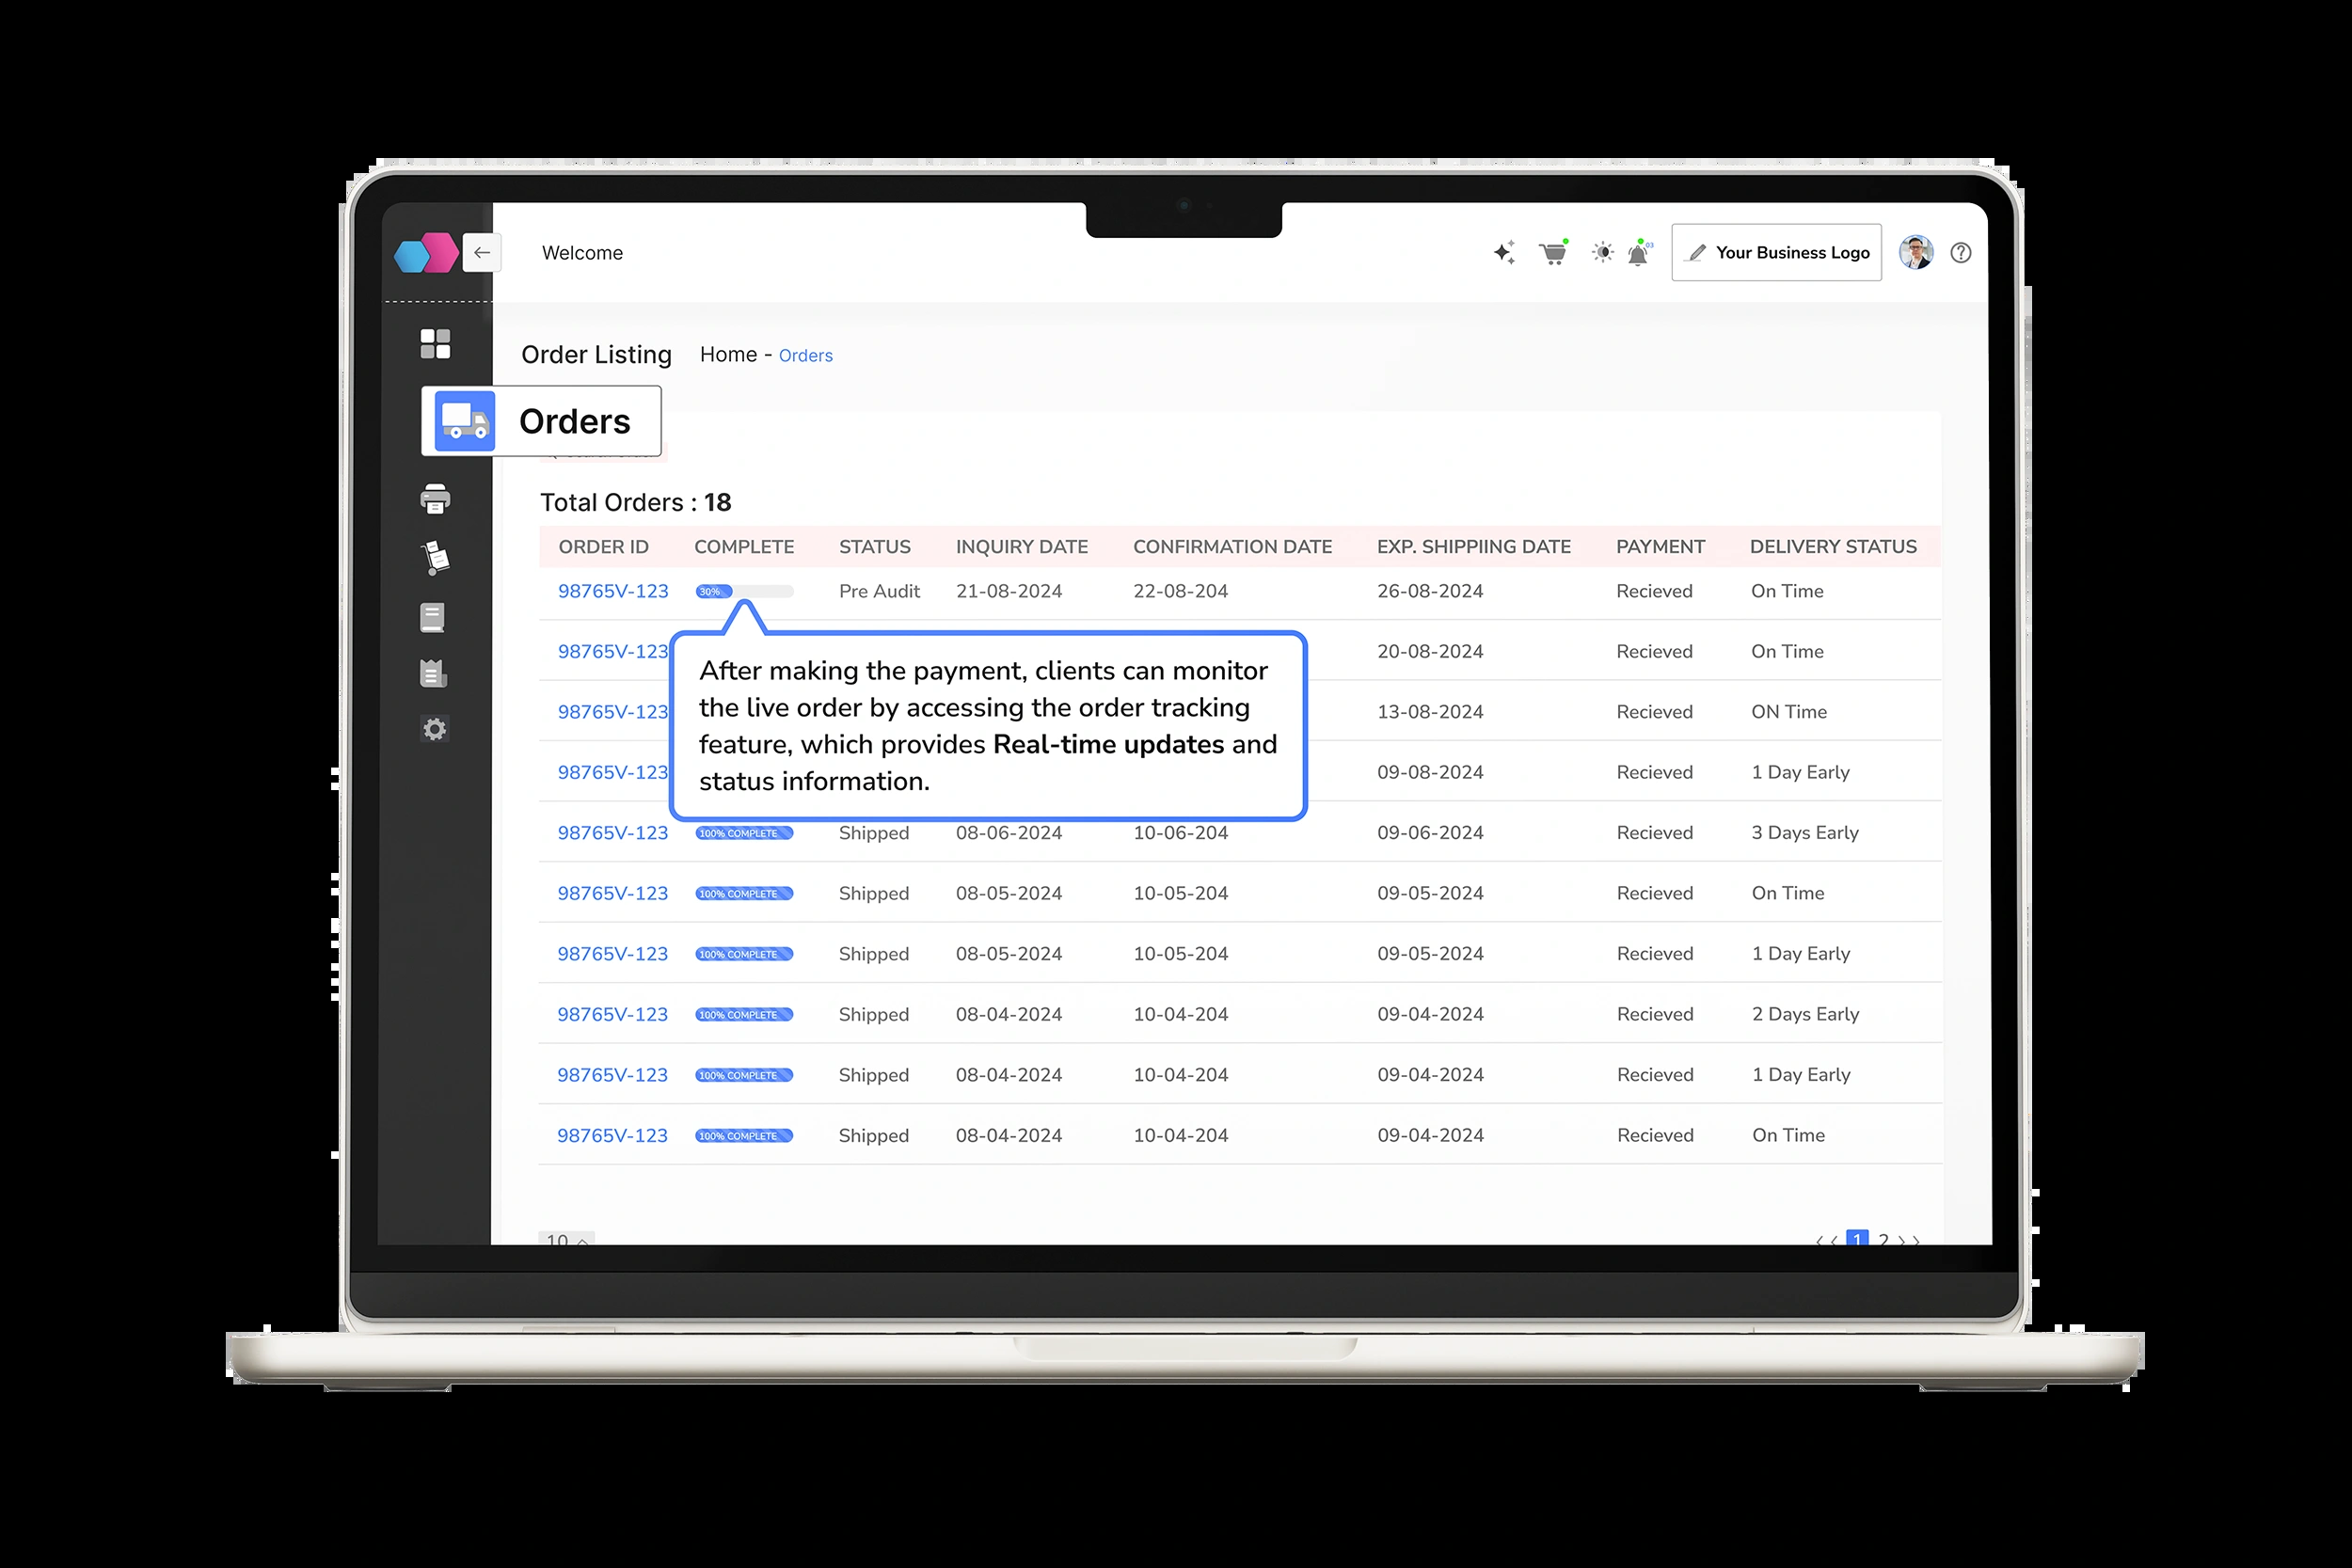 Welcome
03
Your Business Logo
Order Listing Home - Orders
Orders
Total Orders : 18
ORDER ID COMPLETE STATUS INQUIRY DATE CONFIRMATION DATE EXP. SHIPPIING DATE PAYMENT DELIVERY STATUS
98765V-123 30% Pre Audit 21-08-2024 22-08-204 26-08-2024 Recieved On Time
98765V-123 20-08-2024 Recieved On Time
98765V-123 13-08-2024 Recieved ON Time
98765V-123 09-08-2024 Recieved 1 Day Early
After making the payment, clients can monitor
the live order by accessing the order tracking
feature, which provides Real-time updates and
status information.
98765V-123 100% COMPLETE Shipped 08-06-2024 10-06-204 09-06-2024 Recieved 3 Days Early
98765V-123 100% COMPLETE Shipped 08-05-2024 10-05-204 09-05-2024 Recieved On Time
98765V-123 100% COMPLETE Shipped 08-05-2024 10-05-204 09-05-2024 Recieved 1 Day Early
98765V-123 100% COMPLETE Shipped 08-04-2024 10-04-204 09-04-2024 Recieved 2 Days Early
98765V-123 100% COMPLETE Shipped 08-04-2024 10-04-204 09-04-2024 Recieved 1 Day Early
98765V-123 100% COMPLETE Shipped 08-04-2024 10-04-204 09-04-2024 Recieved On Time
10 << 1 2 >>